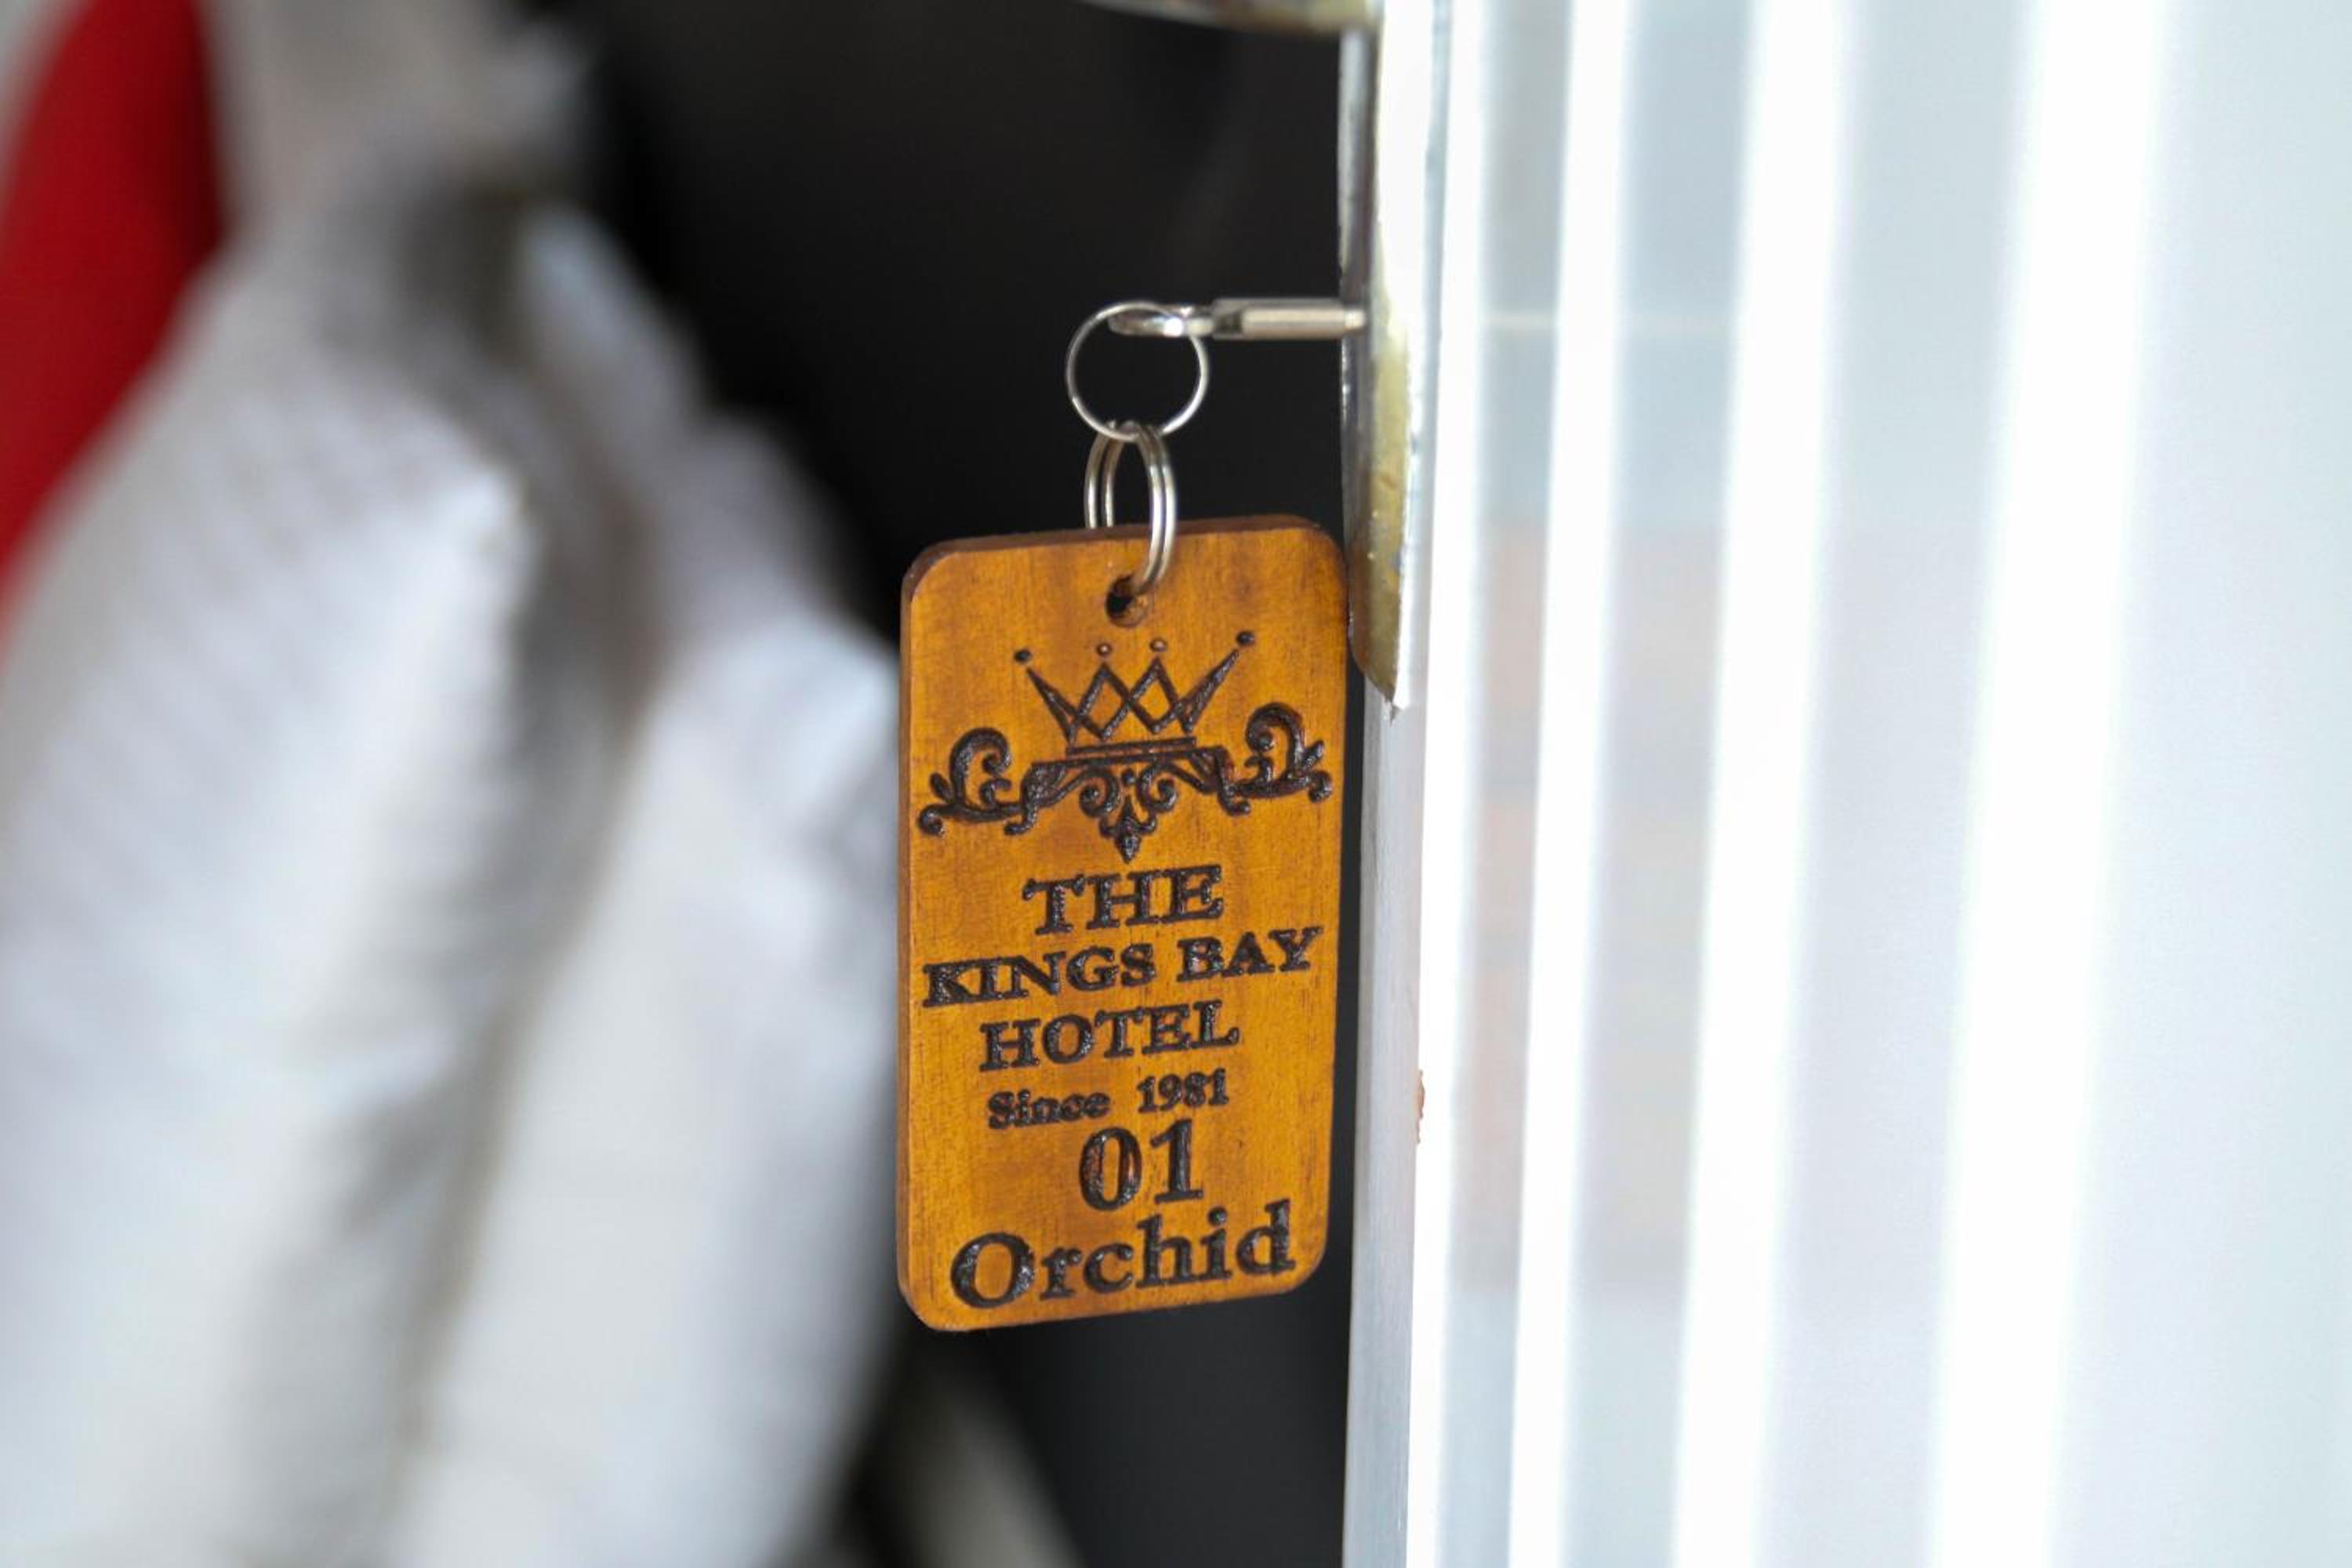 THE
KINGS BAY
HOTEL
Since 1981
01
Orchid